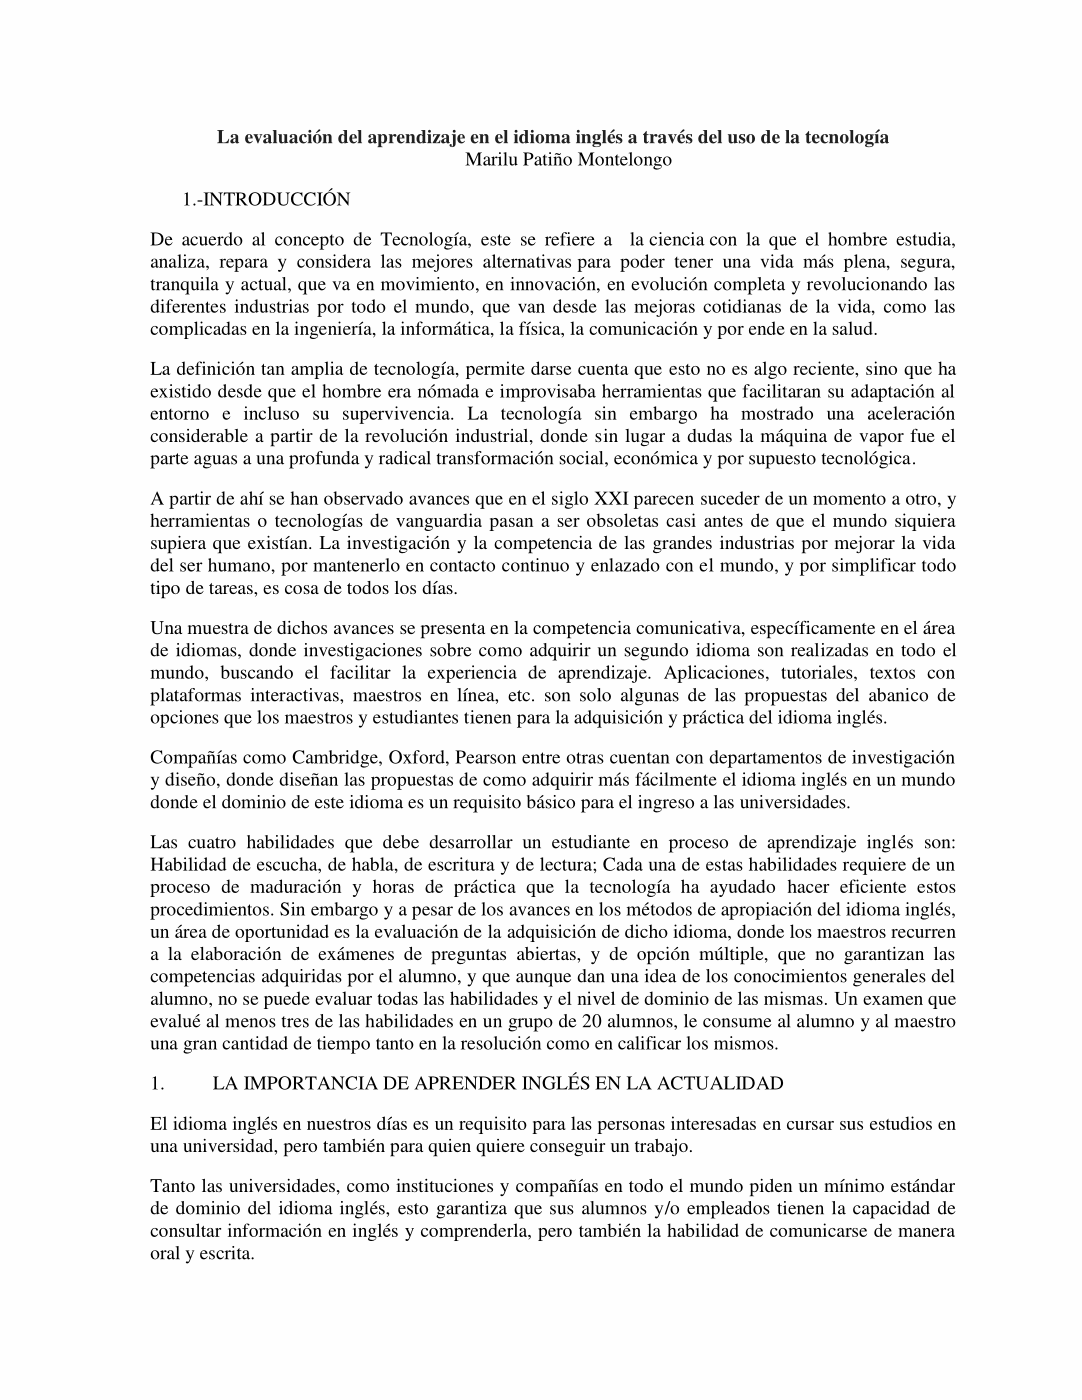 La evaluación del aprendizaje en el idioma inglés a través del uso de la tecnología
Marilu Patiño Montelongo
1.-INTRODUCCIÓN
De acuerdo al concepto de Tecnología, este se refiere a la ciencia con la que el hombre estudia,
analiza, repara y considera las mejores alternativas para poder tener una vida más plena, segura,
tranquila y actual, que va en movimiento, en innovación, en evolución completa y revolucionando las
diferentes industrias por todo el mundo, que van desde las mejoras cotidianas de la vida, como las
complicadas en la ingeniería, la informática, la física, la comunicación y por ende en la salud.
La definición tan amplia de tecnología, permite darse cuenta que esto no es algo reciente, sino que ha
existido desde que el hombre era nómada e improvisaba herramientas que facilitaran su adaptación al
entorno e incluso su supervivencia. La tecnología sin embargo ha mostrado una aceleración
considerable a partir de la revolución industrial, donde sin lugar a dudas la máquina de vapor fue el
parte aguas a una profunda y radical transformación social, económica y por supuesto tecnológica.
A partir de ahí se han observado avances que en el siglo XXI parecen suceder de un momento a otro, y
herramientas o tecnologías de vanguardia pasan a ser obsoletas casi antes de que el mundo siquiera
supiera que existían. La investigación y la competencia de las grandes industrias por mejorar la vida
del ser humano, por mantenerlo en contacto continuo y enlazado con el mundo, y por simplificar todo
tipo de tareas, es cosa de todos los días.
Una muestra de dichos avances se presenta en la competencia comunicativa, específicamente en el área
de idiomas, donde investigaciones sobre como adquirir un segundo idioma son realizadas en todo el
mundo, buscando el facilitar la experiencia de aprendizaje. Aplicaciones, tutoriales, textos con
plataformas interactivas, maestros en línea, etc. son solo algunas de las propuestas del abanico de
opciones que los maestros y estudiantes tienen para la adquisición y práctica del idioma inglés.
Compañías como Cambridge, Oxford, Pearson entre otras cuentan con departamentos de investigación
y diseño, donde diseñan las propuestas de como adquirir más fácilmente el idioma inglés en un mundo
donde el dominio de este idioma es un requisito básico para el ingreso a las universidades.
Las cuatro habilidades que debe desarrollar un estudiante en proceso de aprendizaje inglés son:
Habilidad de escucha, de habla, de escritura y de lectura; Cada una de estas habilidades requiere de un
proceso de maduración y horas de práctica que la tecnología ha ayudado hacer eficiente estos
procedimientos. Sin embargo y a pesar de los avances en los métodos de apropiación del idioma inglés,
un área de oportunidad es la evaluación de la adquisición de dicho idioma, donde los maestros recurren
a la elaboración de exámenes de preguntas abiertas, y de opción múltiple, que no garantizan las
competencias adquiridas por el alumno, y que aunque dan una idea de los conocimientos generales del
alumno, no se puede evaluar todas las habilidades y el nivel de dominio de las mismas. Un examen que
evalué al menos tres de las habilidades en un grupo de 20 alumnos, le consume al alumno y al maestro
una gran cantidad de tiempo tanto en la resolución como en calificar los mismos.
1. LA IMPORTANCIA DE APRENDER INGLÉS EN LA ACTUALIDAD
El idioma inglés en nuestros días es un requisito para las personas interesadas en cursar sus estudios en
una universidad, pero también para quien quiere conseguir un trabajo.
Tanto las universidades, como instituciones y compañías en todo el mundo piden un mínimo estándar
de dominio del idioma inglés, esto garantiza que sus alumnos y/o empleados tienen la capacidad de
consultar información en inglés y comprenderla, pero también la habilidad de comunicarse de manera
oral y escrita.